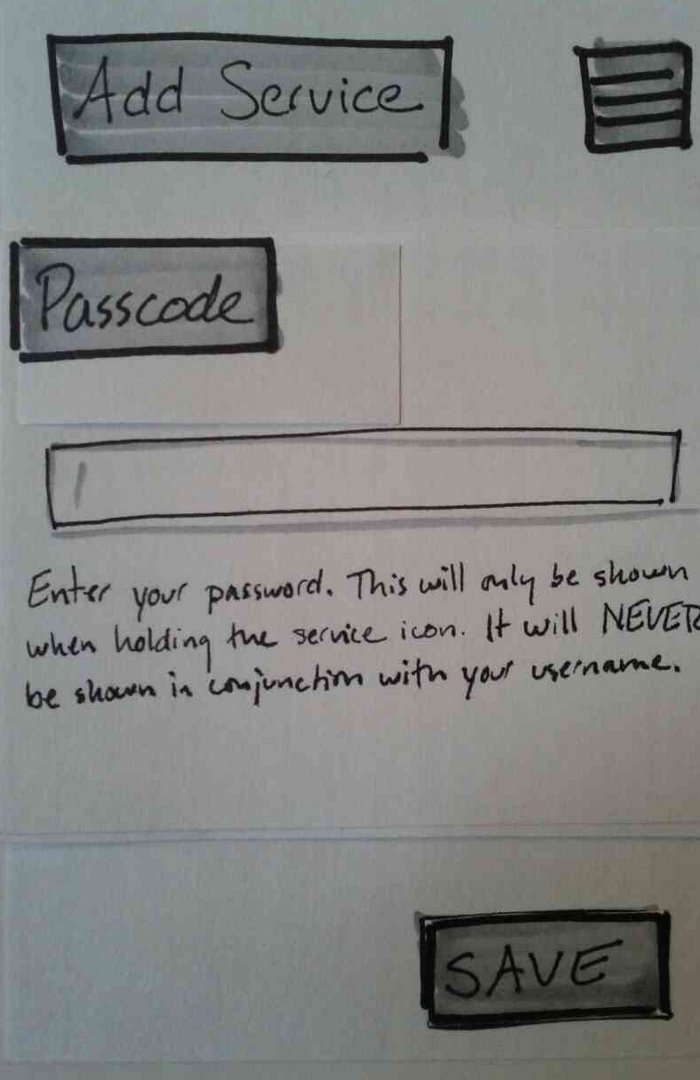 Add Service
Passcode
Enter your password. This will only be shown
when holding the service icon. It will NEVER
be shown in conjunction with your username.
SAVE